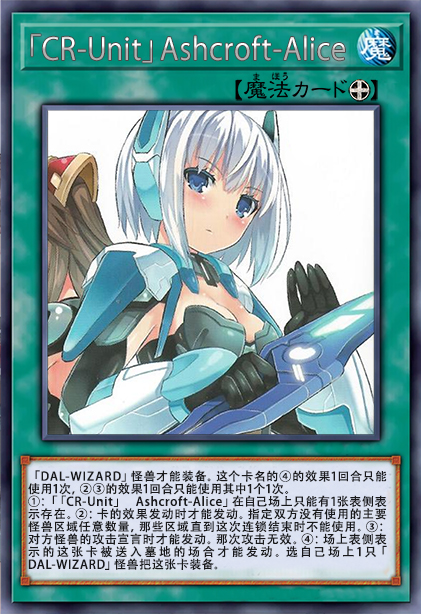 「CR-Unit」Ashcroft-Alice
魔
【魔法カード】
まほう
「DAL-WIZARD」怪兽才能装备。这个卡名的④的效果1回合只能
使用1次, ②③的效果1回合只能使用其中1个1次。
①:「「CR-Unit」 Ashcroft-Alice」在自己场上只能有1张表侧表
示存在。②: 卡的效果发动时才能发动。指定双方没有使用的主要
怪兽区域任意数量, 那些区域直到这次连锁结束时不能使用。③:
对方怪兽的攻击宣言时才能发动。那次攻击无效。④: 场上表侧表
示的这张卡被送入墓地的场合才能发动。选自己场上1只「
DAL-WIZARD」怪兽把这张卡装备。